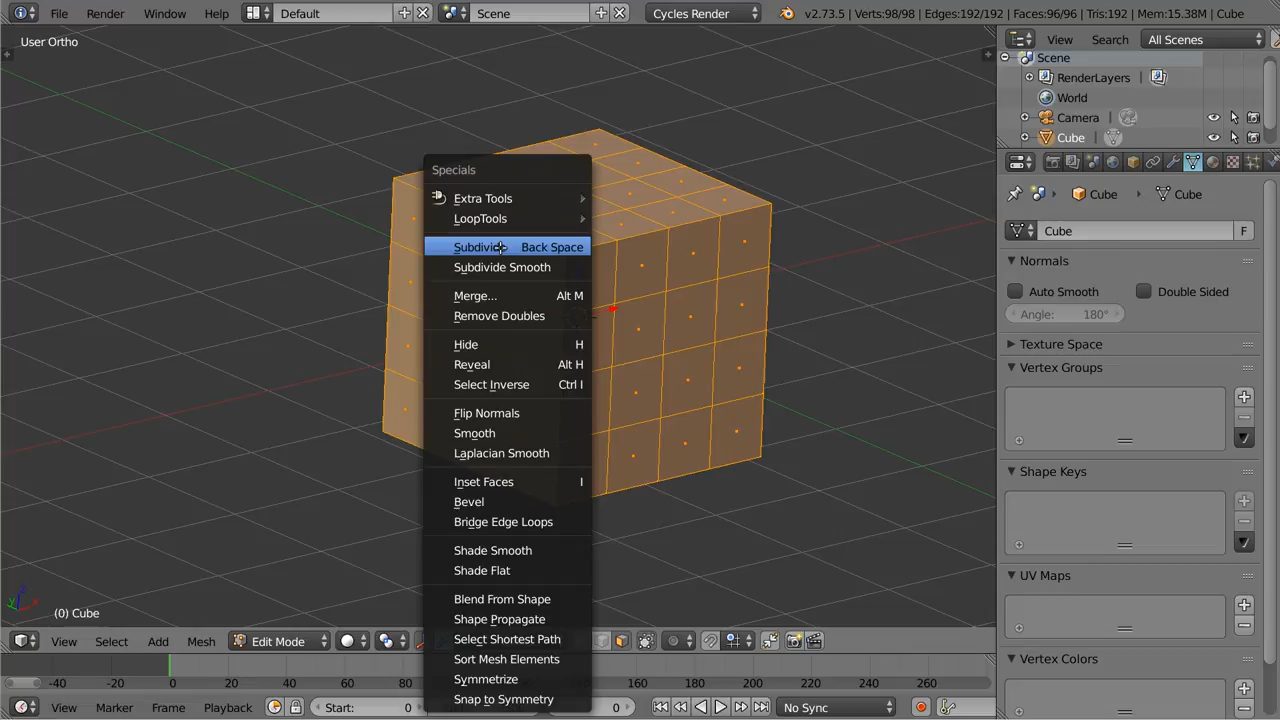 File Render Window Help Default Scene Cycles Render v2.73.5 | Verts:98/98 | Edges:192/192 | Faces:96/96 | Tris:192 | Mem:15.38M | Cube
User Ortho
View Search All Scenes
Scene
RenderLayers
World
Camera
Cube
Specials
Extra Tools
LoopTools
Subdivide Back Space
Subdivide Smooth
Merge... Alt M
Remove Doubles
Hide H
Reveal Alt H
Select Inverse Ctrl I
Flip Normals
Smooth
Laplacian Smooth
Inset Faces I
Bevel
Bridge Edge Loops
Shade Smooth
Shade Flat
Blend From Shape
Shape Propagate
Select Shortest Path
Sort Mesh Elements
Symmetrize
Snap to Symmetry
Cube Cube
Cube F
Normals
Auto Smooth Double Sided
Angle: 180°
Texture Space
Vertex Groups
Shape Keys
UV Maps
Vertex Colors
(0) Cube
View Select Add Mesh Edit Mode
-40 -20 0 20 40 60 80 160 180 200 220 240 260
View Marker Frame Playback Start: 0 0 No Sync